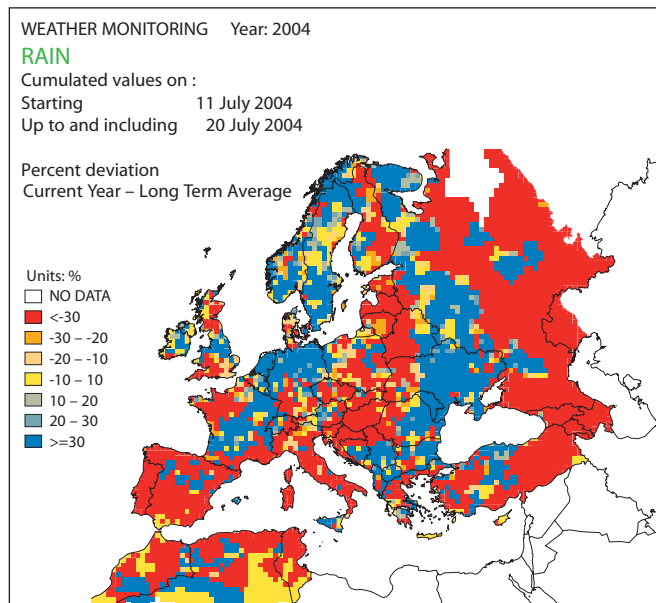 WEATHER MONITORING Year: 2004
RAIN
Cumulated values on :
Starting 11 July 2004
Up to and including 20 July 2004
Percent deviation
Current Year – Long Term Average
Units: %
NO DATA
<-30
-30 – -20
-20 – -10
-10 – 10
10 – 20
20 – 30
>=30